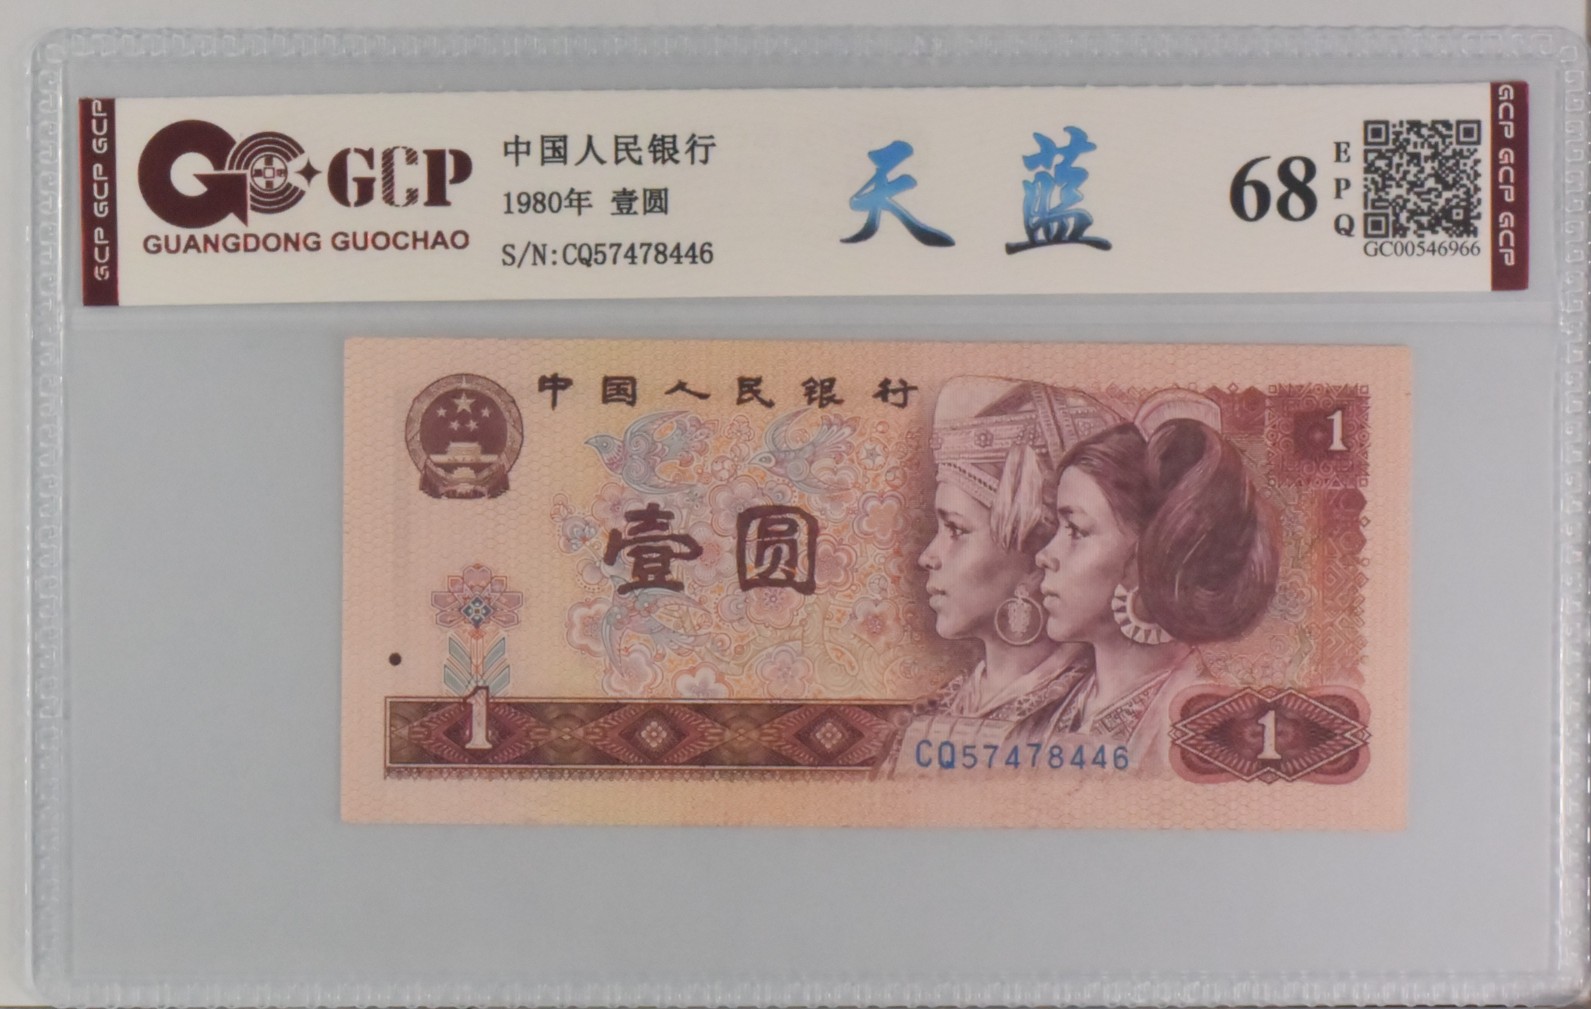 GCP GCP GCP
GCP
GUANGDONG GUOCHAO
中国人民银行
1980年 壹圆
S/N:CQ57478446
天蓝
68
EPQ
GC00546966
GCP GCP GCP
中国人民银行
1
壹圆
1
CQ57478446
1